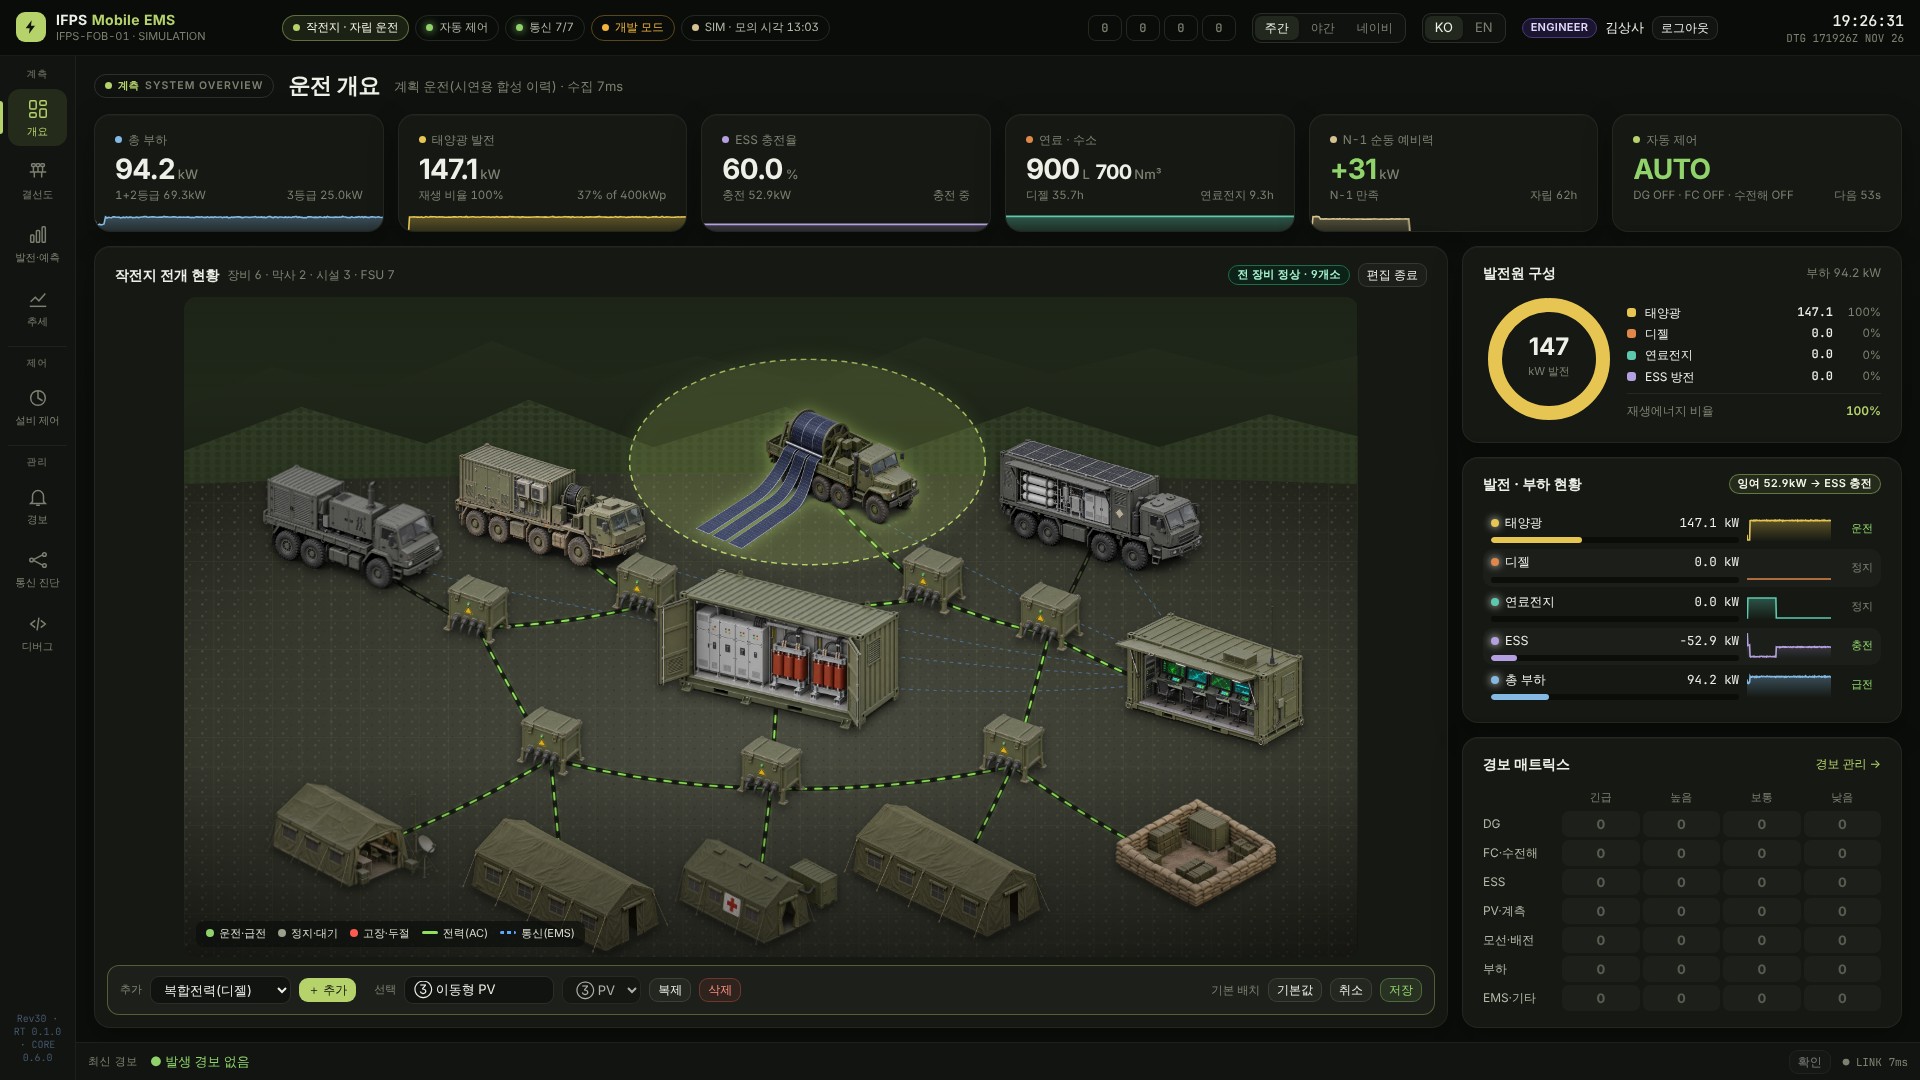 IFPS Mobile EMS
IFPS-FOB-01 · SIMULATION
작전지 · 자립 운전
자동 제어
통신 7/7
개발 모드
SIM · 모의 시각 13:03
0 0 0 0
주간 야간 네이비
KO EN
ENGINEER 김상사 로그아웃
19:26:31
DTG 171926Z NOV 26
계측
개요
결선도
발전·예측
추세
제어
설비 제어
관리
경보
통신 진단
디버그
Rev30 ·
RT 0.1.0
· CORE
0.6.0
계측 SYSTEM OVERVIEW
운전 개요
계획 운전(시연용 합성 이력) · 수집 7ms
총 부하
94.2 kW
1+2등급 69.3kW 3등급 25.0kW
태양광 발전
147.1 kW
재생 비율 100% 37% of 400kWp
ESS 충전율
60.0 %
충전 52.9kW 충전 중
연료 · 수소
900 L 700 Nm³
디젤 35.7h 연료전지 9.3h
N-1 순동 예비력
+31 kW
N-1 만족 자립 62h
자동 제어
AUTO
DG OFF · FC OFF · 수전해 OFF 다음 53s
작전지 전개 현황 장비 6 · 막사 2 · 시설 3 · FSU 7
전 장비 정상 · 9개소 편집 종료
운전·급전 정지·대기 고장·두절 전력(AC) 통신(EMS)
추가 복합전력(디젤) + 추가 선택 ③ 이동형 PV ③ PV 복제 삭제
기본 배치 기본값 취소 저장
발전원 구성 부하 94.2 kW
147
kW 발전
태양광 147.1 100%
디젤 0.0 0%
연료전지 0.0 0%
ESS 방전 0.0 0%
재생에너지 비율 100%
발전 · 부하 현황 잉여 52.9kW → ESS 충전
태양광 147.1 kW 운전
디젤 0.0 kW 정지
연료전지 0.0 kW 정지
ESS -52.9 kW 충전
총 부하 94.2 kW 급전
경보 매트릭스 경보 관리 →
긴급 높음 보통 낮음
DG 0 0 0 0
FC·수전해 0 0 0 0
ESS 0 0 0 0
PV·계측 0 0 0 0
모선·배전 0 0 0 0
부하 0 0 0 0
EMS·기타 0 0 0 0
최신 경보 발생 경보 없음
확인 LINK 7ms